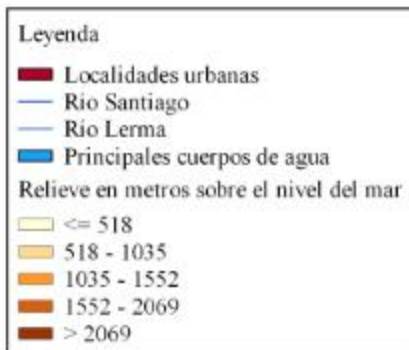 Leyenda
Localidades urbanas
Rio Santiago
Río Lerma
Principales cuerpos de agua
Relieve en metros sobre el nivel del mar
<= 518
518 - 1035
1035 - 1552
1552 - 2069
> 2069